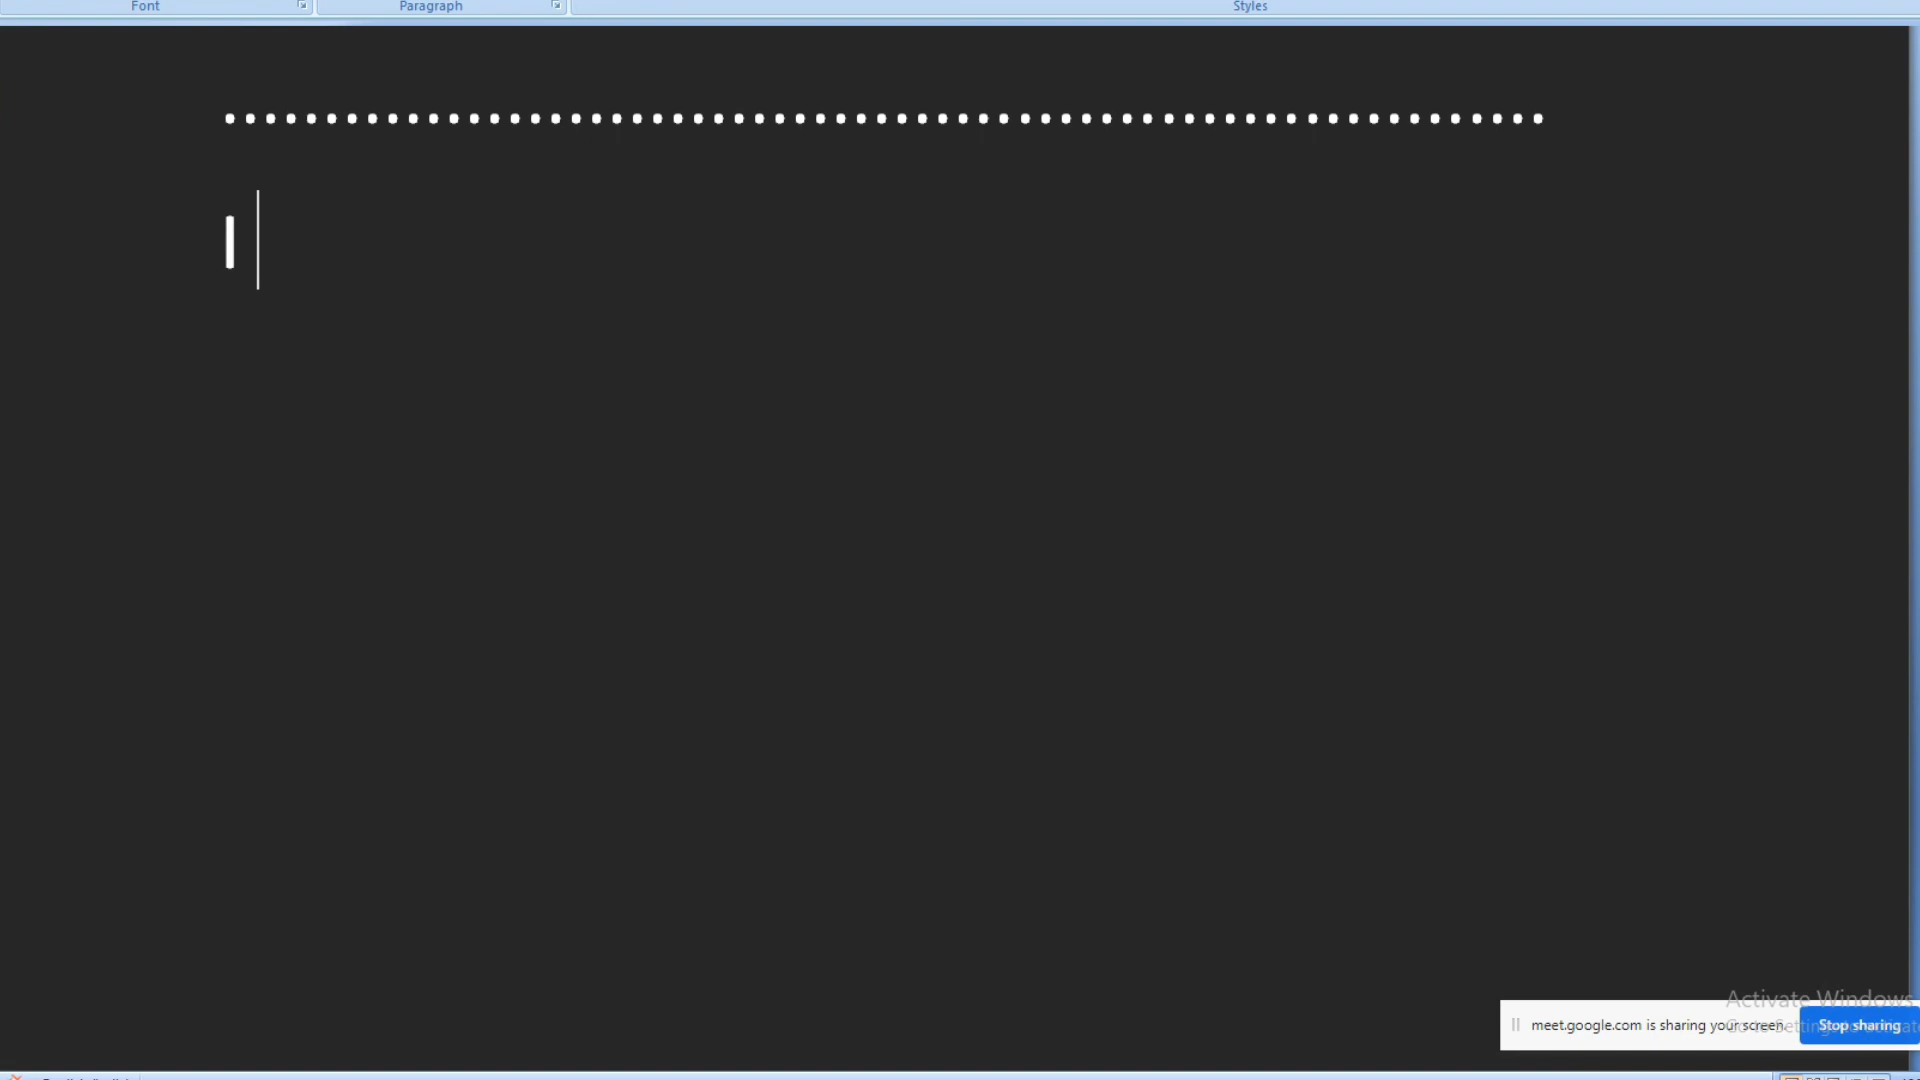 Font Paragraph Styles
.................................................................
I
Activate Windows
meet.google.com is sharing your screen. Stop sharing